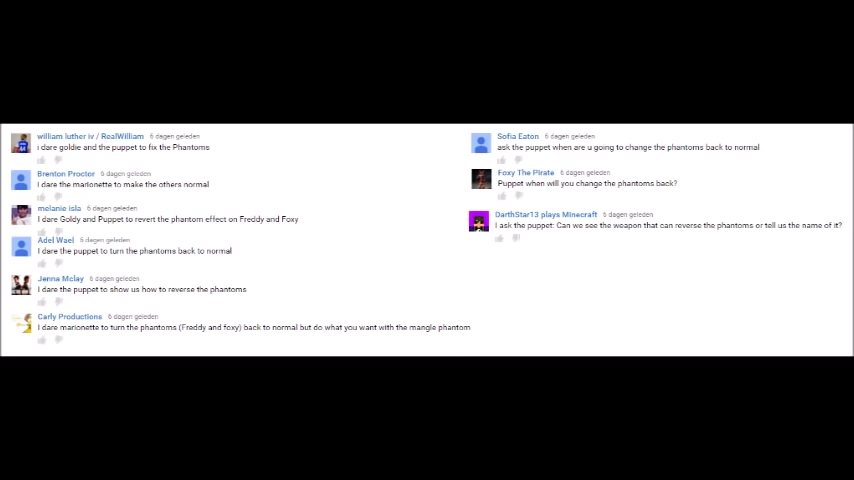 william luther iv / RealWilliam 6 dagen geleden
i dare goldie and the puppet to fix the Phantoms
Brenton Proctor 5 dagen geleden
I dare the marionette to make the others normal
melanie isla 6 dagen geleden
I dare Goldy and Puppet to revert the phantom effect on Freddy and Foxy
Adel Wael 5 dagen geleden
I dare the puppet to turn the phantoms back to normal
Jenna Mclay 6 dagen geleden
I dare the puppet to show us how to reverse the phantoms
Carly Productions 6 dagen geleden
I dare marionette to turn the phantoms (Freddy and foxy) back to normal but do what you want with the mangle phantom
Sofia Eaton 6 dagen geleden
ask the puppet when are u going to change the phantoms back to normal
Foxy The Pirate 5 dagen geleden
Puppet when will you change the phantoms back?
DarthStar13 plays Minecraft 5 dagen geleden
I ask the puppet: Can we see the weapon that can reverse the phantoms or tell us the name of it?